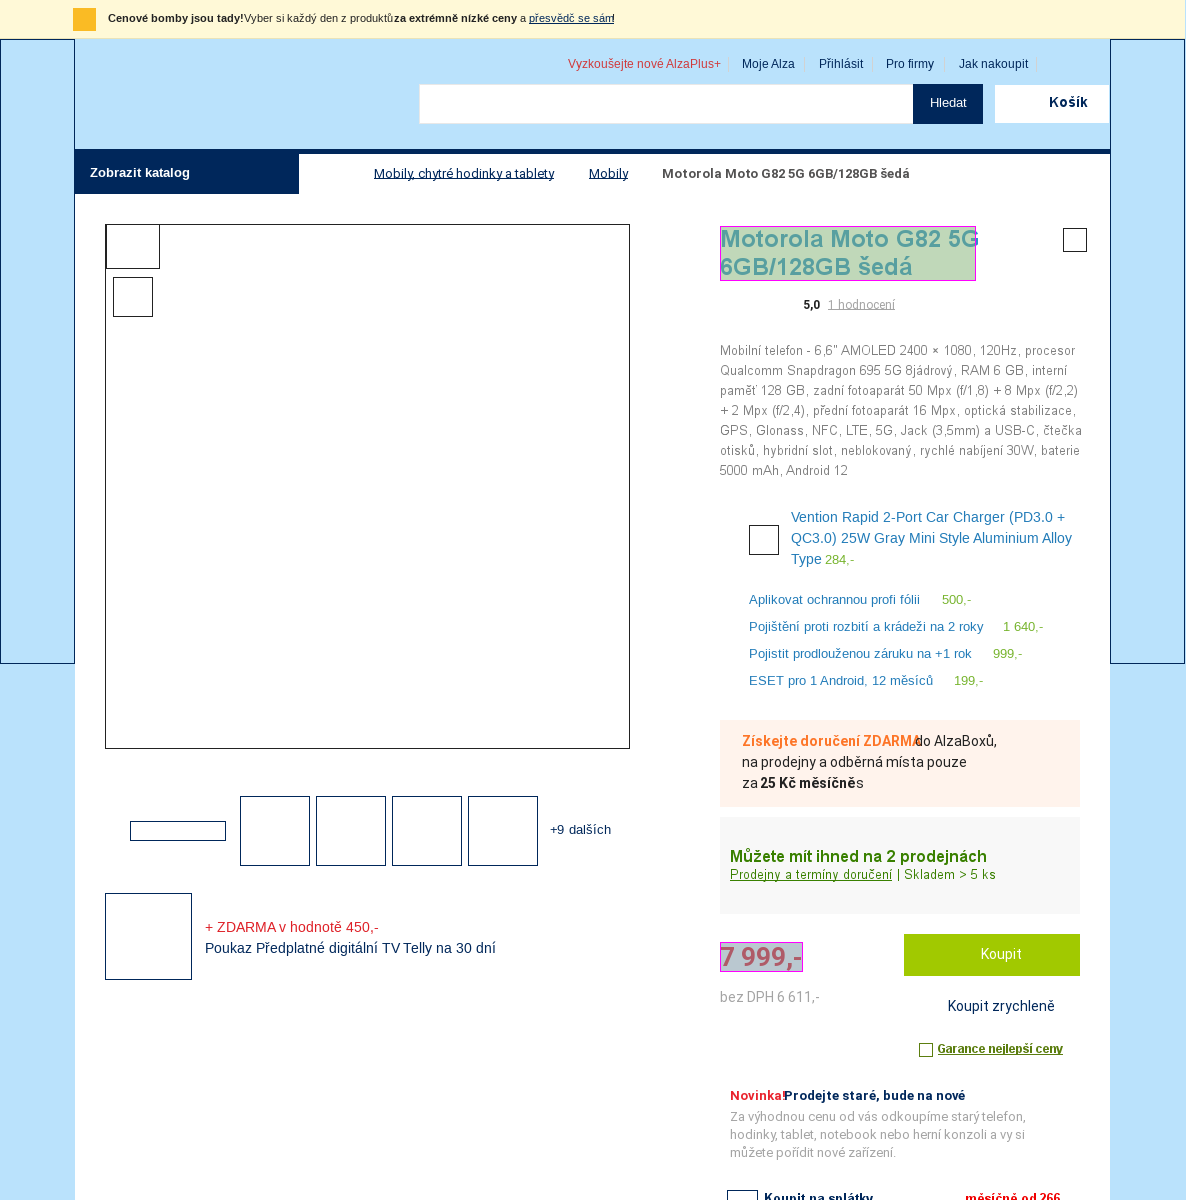 Cenové bomby jsou tady! Vyber si každý den z produktů za extrémně nízké ceny a přesvědč se sám!
Vyzkoušejte nové AlzaPlus+ Moje Alza Přihlásit Pro firmy Jak nakoupit
Hledat Košík
Zobrazit katalog Mobily, chytré hodinky a tablety Mobily Motorola Moto G82 5G 6GB/128GB šedá
Motorola Moto G82 5G
6GB/128GB šedá
5,0 1 hodnocení
Mobilní telefon - 6,6" AMOLED 2400 × 1080, 120Hz, procesor
Qualcomm Snapdragon 695 5G 8jádrový, RAM 6 GB, interní
paměť 128 GB, zadní fotoaparát 50 Mpx (f/1,8) + 8 Mpx (f/2,2)
+ 2 Mpx (f/2,4), přední fotoaparát 16 Mpx, optická stabilizace,
GPS, Glonass, NFC, LTE, 5G, Jack (3,5mm) a USB-C, čtečka
otisků, hybridní slot, neblokovaný, rychlé nabíjení 30W, baterie
5000 mAh, Android 12
Vention Rapid 2-Port Car Charger (PD3.0 +
QC3.0) 25W Gray Mini Style Aluminium Alloy
Type 284,-
Aplikovat ochrannou profi fólii 500,-
Pojištění proti rozbití a krádeži na 2 roky 1 640,-
Pojistit prodlouženou záruku na +1 rok 999,-
ESET pro 1 Android, 12 měsíců 199,-
Získejte doručení ZDARMA do AlzaBoxů,
na prodejny a odběrná místa pouze
za 25 Kč měsíčně s
+9 dalších
Můžete mít ihned na 2 prodejnách
Prodejny a termíny doručení | Skladem > 5 ks
+ ZDARMA v hodnotě 450,-
Poukaz Předplatné digitální TV Telly na 30 dní
7 999,- Koupit
bez DPH 6 611,-
Koupit zrychleně
Garance nejlepší ceny
Novinka! Prodejte staré, bude na nové
Za výhodnou cenu od vás odkoupíme starý telefon,
hodinky, tablet, notebook nebo herní konzoli a vy si
můžete pořídit nové zařízení.
Koupit na splátky měsíčně od 266